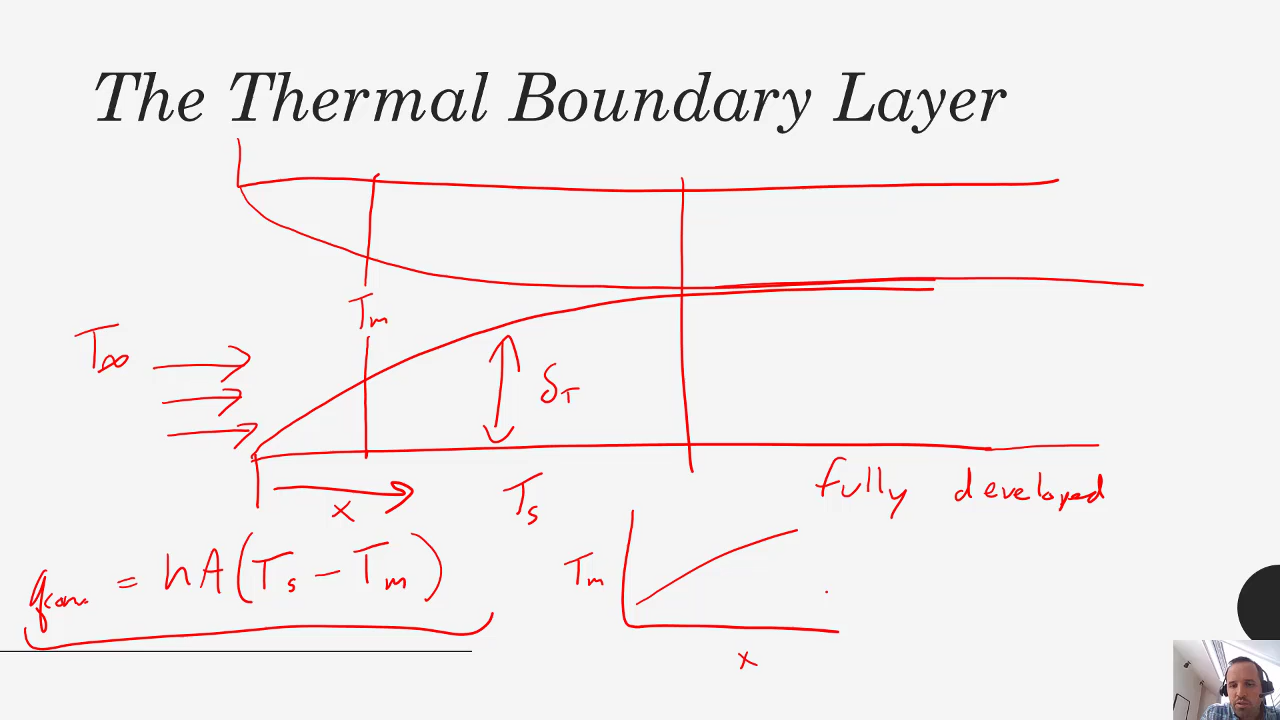 The Thermal Boundary Layer
T∞
Tm
δT
x
Ts
fully developed
qconv = hA(Ts − Tm)
Tm
x